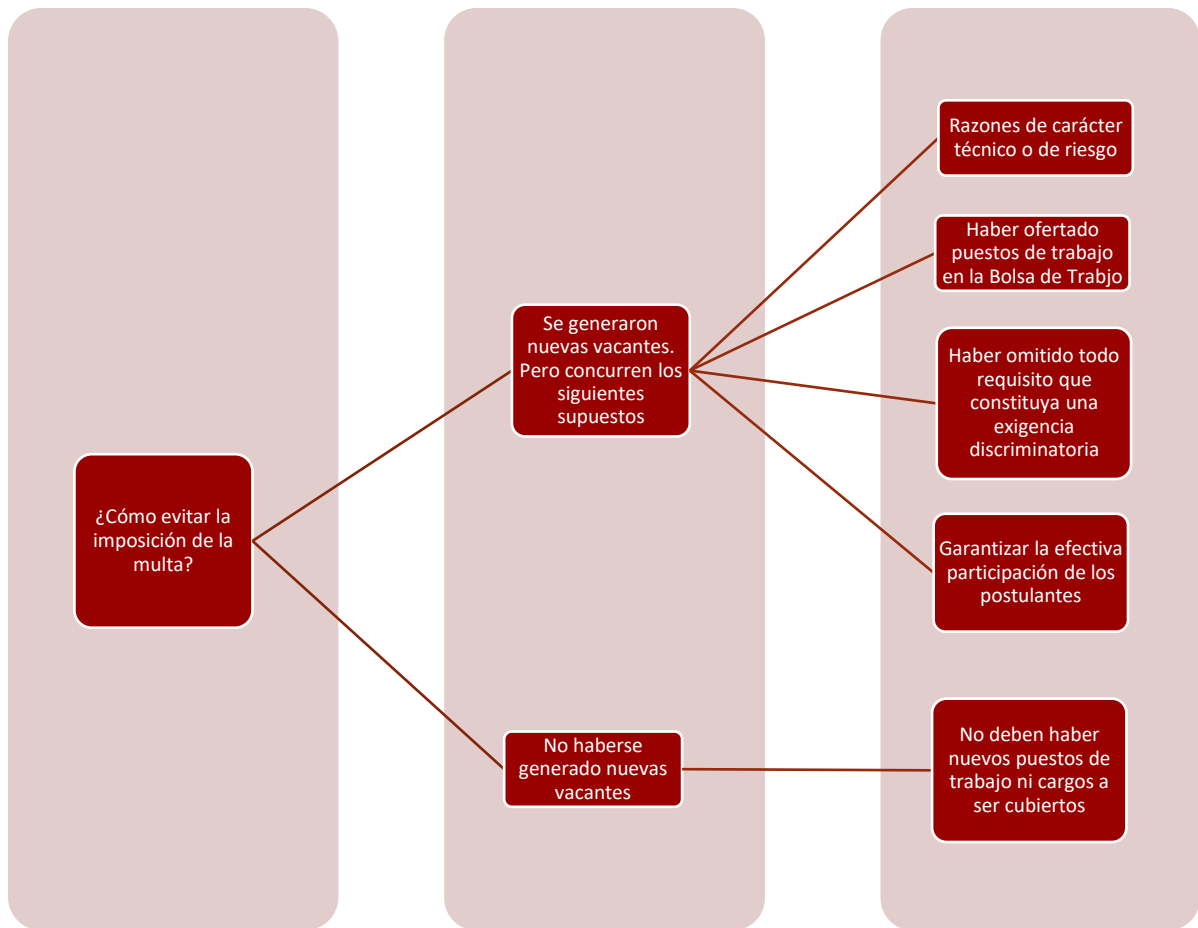 ¿Cómo evitar la
imposición de la
multa?
Se generaron
nuevas vacantes.
Pero concurren los
siguientes
supuestos
Razones de carácter
técnico o de riesgo
Haber ofertado
puestos de trabajo
en la Bolsa de Trabjo
Haber omitido todo
requisito que
constituya una
exigencia
discriminatoria
Garantizar la efectiva
participación de los
postulantes
No haberse
generado nuevas
vacantes
No deben haber
nuevos puestos de
trabajo ni cargos a
ser cubiertos